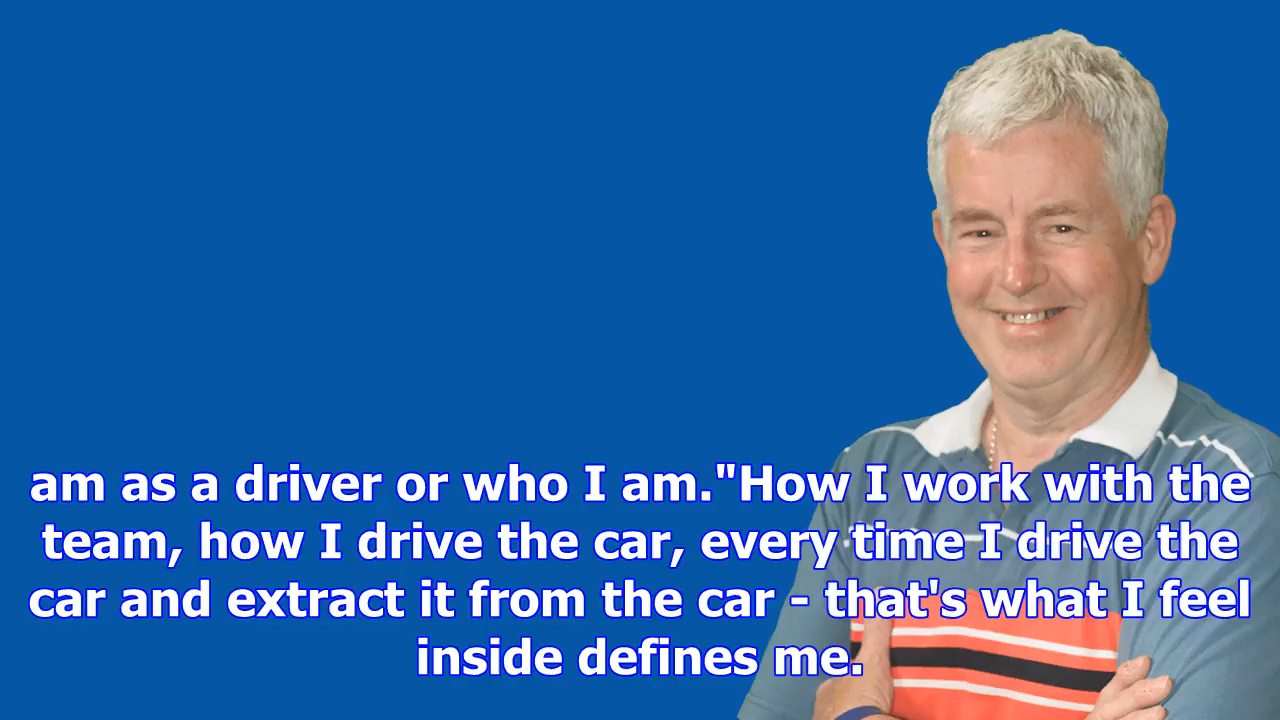 am as a driver or who I am."How I work with the
team, how I drive the car, every time I drive the
car and extract it from the car - that's what I feel
inside defines me.